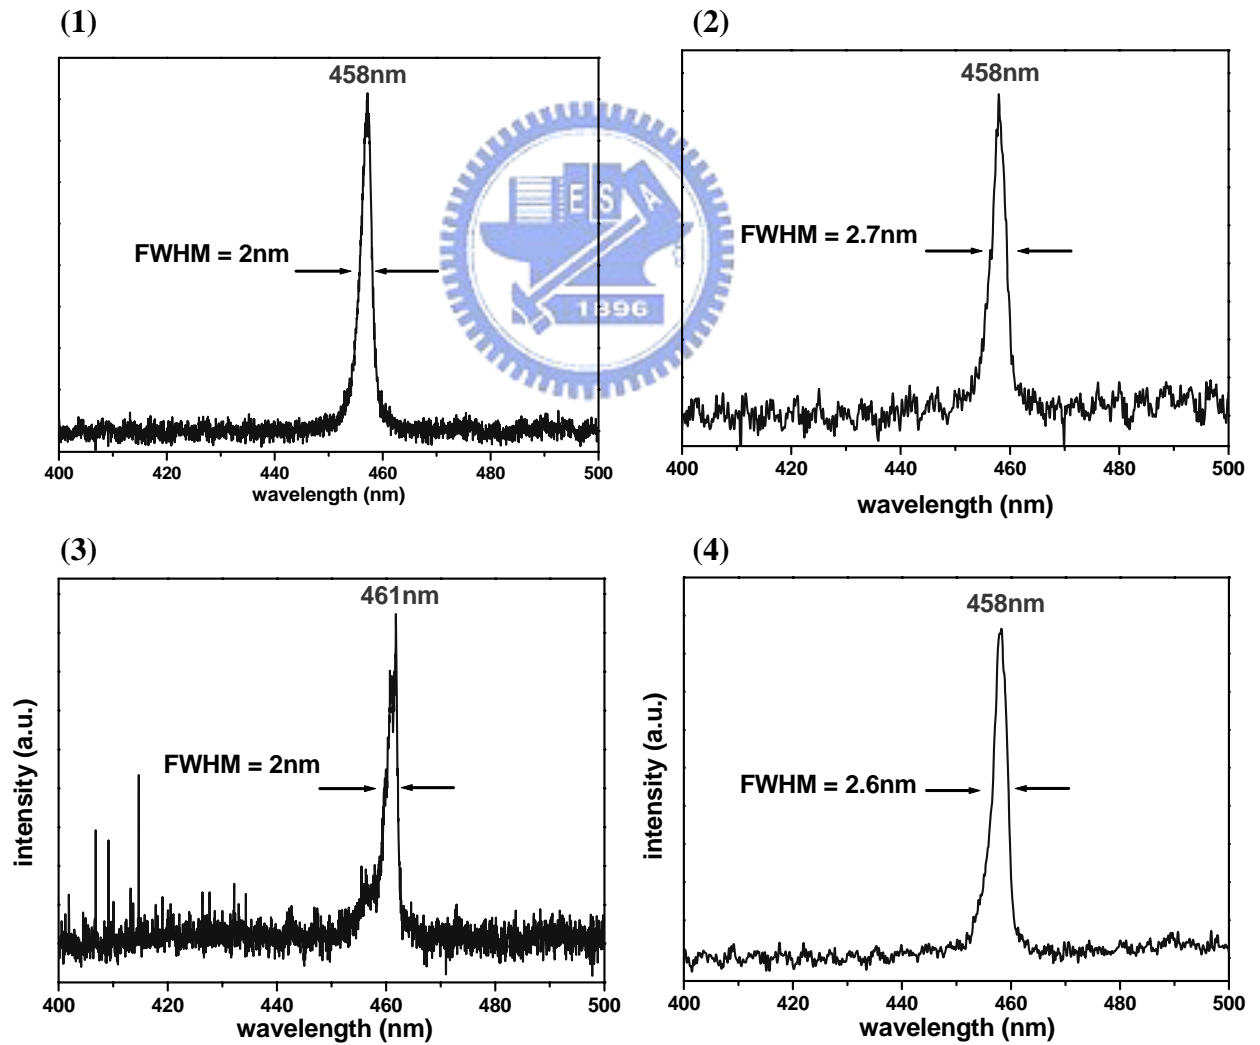 (1)
458nm
FWHM = 2nm
400 420 440 460 480 500
wavelength (nm)
(2)
458nm
FWHM = 2.7nm
400 420 440 460 480 500
wavelength (nm)
E S A
1896
(3)
461nm
FWHM = 2nm
intensity (a.u.)
400 420 440 460 480 500
wavelength (nm)
(4)
458nm
FWHM = 2.6nm
intensity (a.u.)
400 420 440 460 480 500
wavelength (nm)